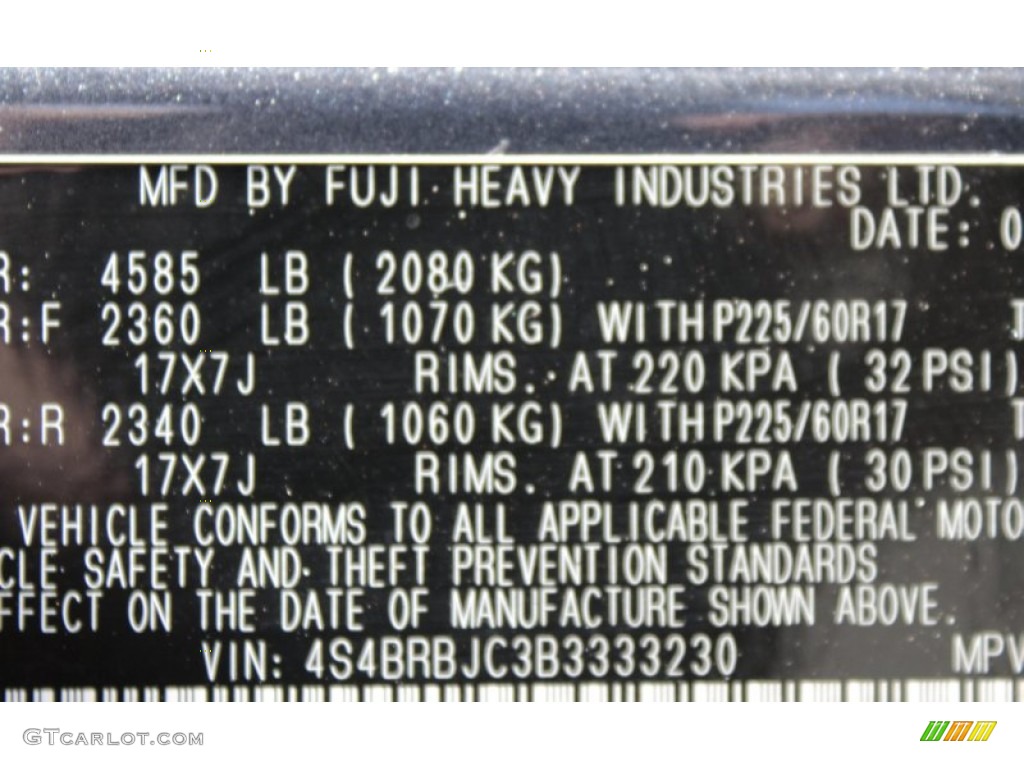 MFD BY FUJI HEAVY INDUSTRIES LTD.
DATE: 0
R: 4585 LB ( 2080 KG)
R:F 2360 LB ( 1070 KG) WITH P225/60R17 T
17X7J RIMS. AT 220 KPA ( 32 PSI)
R:R 2340 LB ( 1060 KG) WITH P225/60R17 T
17X7J RIMS. AT 210 KPA ( 30 PSI)
VEHICLE CONFORMS TO ALL APPLICABLE FEDERAL MOTO
CLE SAFETY AND THEFT PREVENTION STANDARDS
FFECT ON THE DATE OF MANUFACTURE SHOWN ABOVE.
VIN: 4S4BRBJC3B3333230 MPV
GTCARLOT.COM